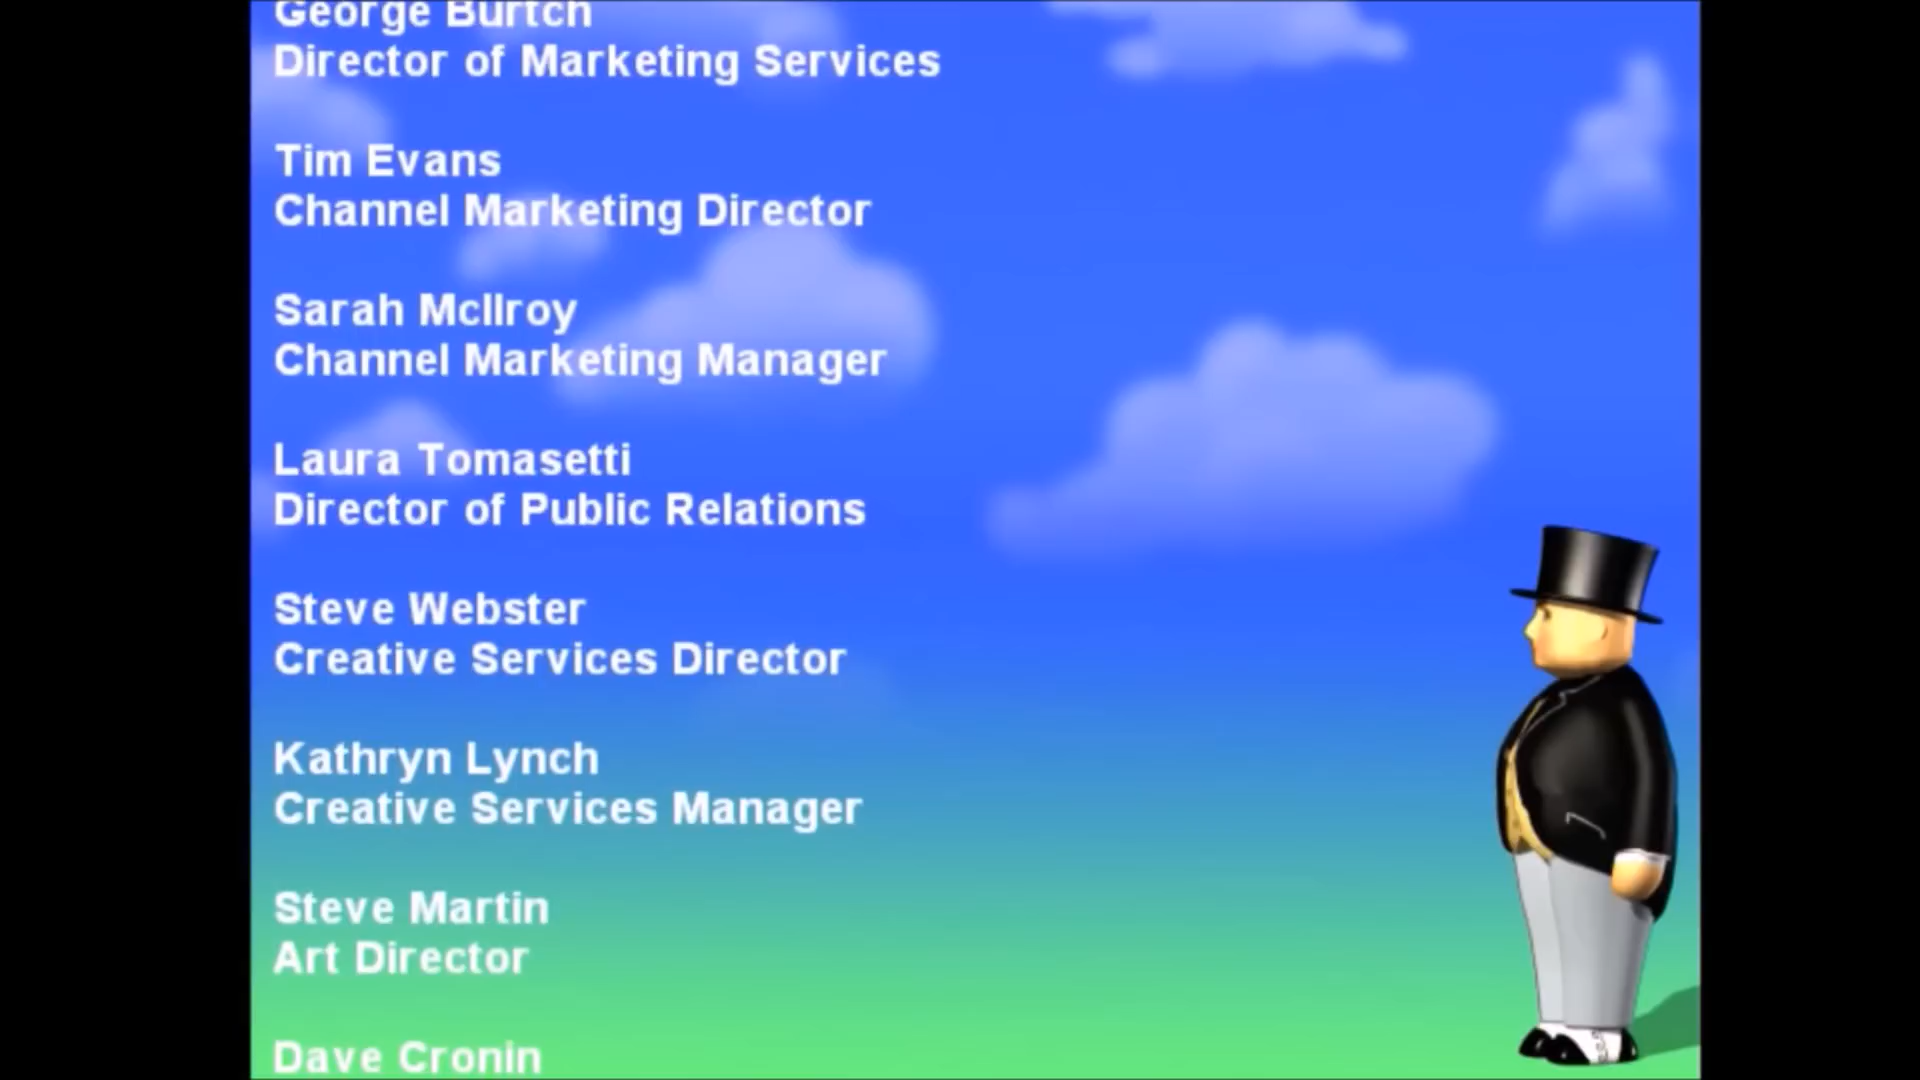 George Burtch
Director of Marketing Services
Tim Evans
Channel Marketing Director
Sarah McIlroy
Channel Marketing Manager
Laura Tomasetti
Director of Public Relations
Steve Webster
Creative Services Director
Kathryn Lynch
Creative Services Manager
Steve Martin
Art Director
Dave Cronin